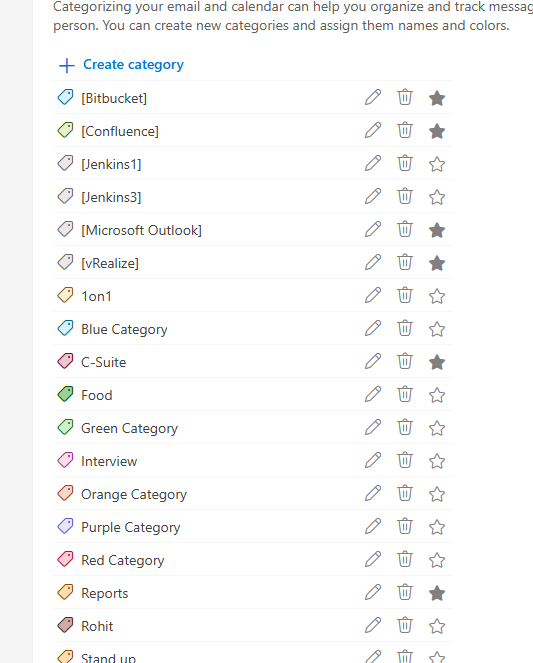 Categorizing your email and calendar can help you organize and track
person. You can create new categories and assign them names and colors.
Create category
[Bitbucket]
[Confluence]
[Jenkins1]
[Jenkins3]
[Microsoft Outlook]
[vRealize]
1on1
Blue Category
C-Suite
Food
Green Category
Interview
Orange Category
Purple Category
Red Category
Reports
Rohit
Stand up